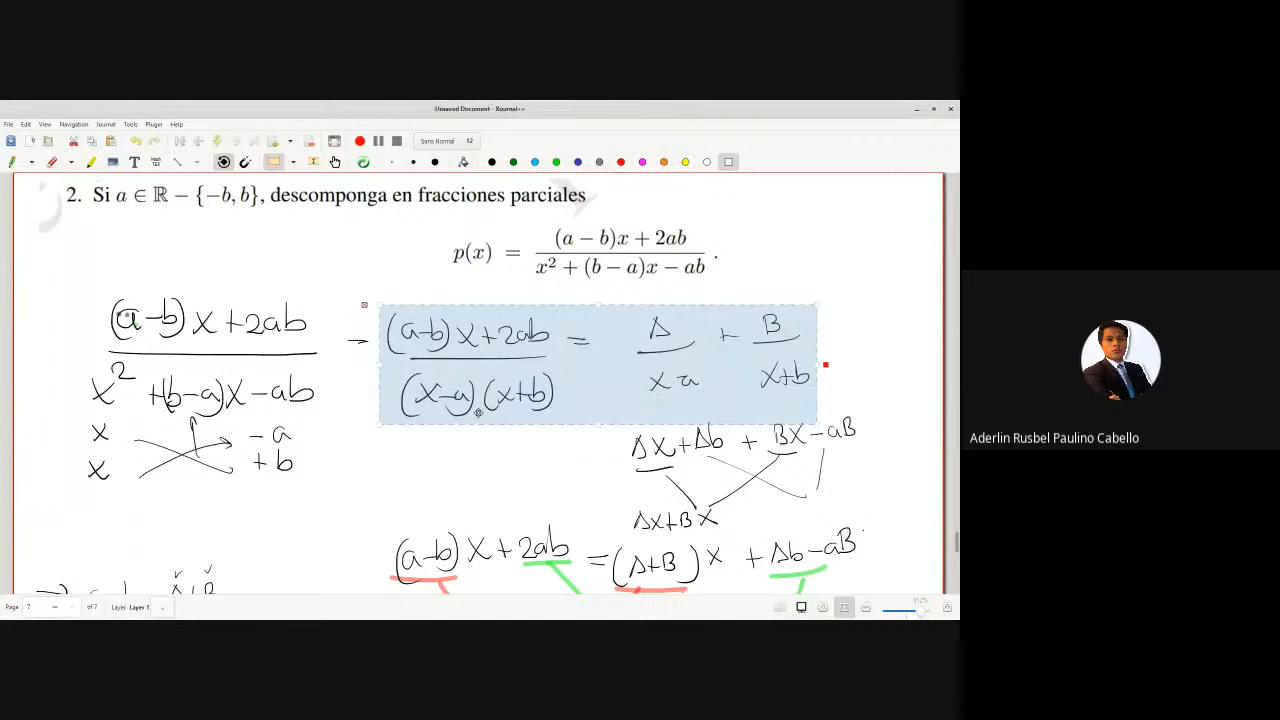 Unsaved Document - Xournal++
File Edit View Navigation Journal Tools Plugin Help
Sans Normal 12
2. Si a ∈ ℝ − {−b, b}, descomponga en fracciones parciales
p(x) = ((a − b)x + 2ab) / (x² + (b − a)x − ab) .
(a-b)x+2ab / x² +(b-a)x-ab
x -a
x +b
(a-b)x+2ab / (x-a)(x+b) = A / x-a + B / x+b
Ax+Ab + Bx-aB
Ax+Bx
(a-b)x+2ab = (A+B)x + Ab-aB
Aderlin Rusbel Paulino Cabello
Page 7 of 7 Layer Layer 1
312%